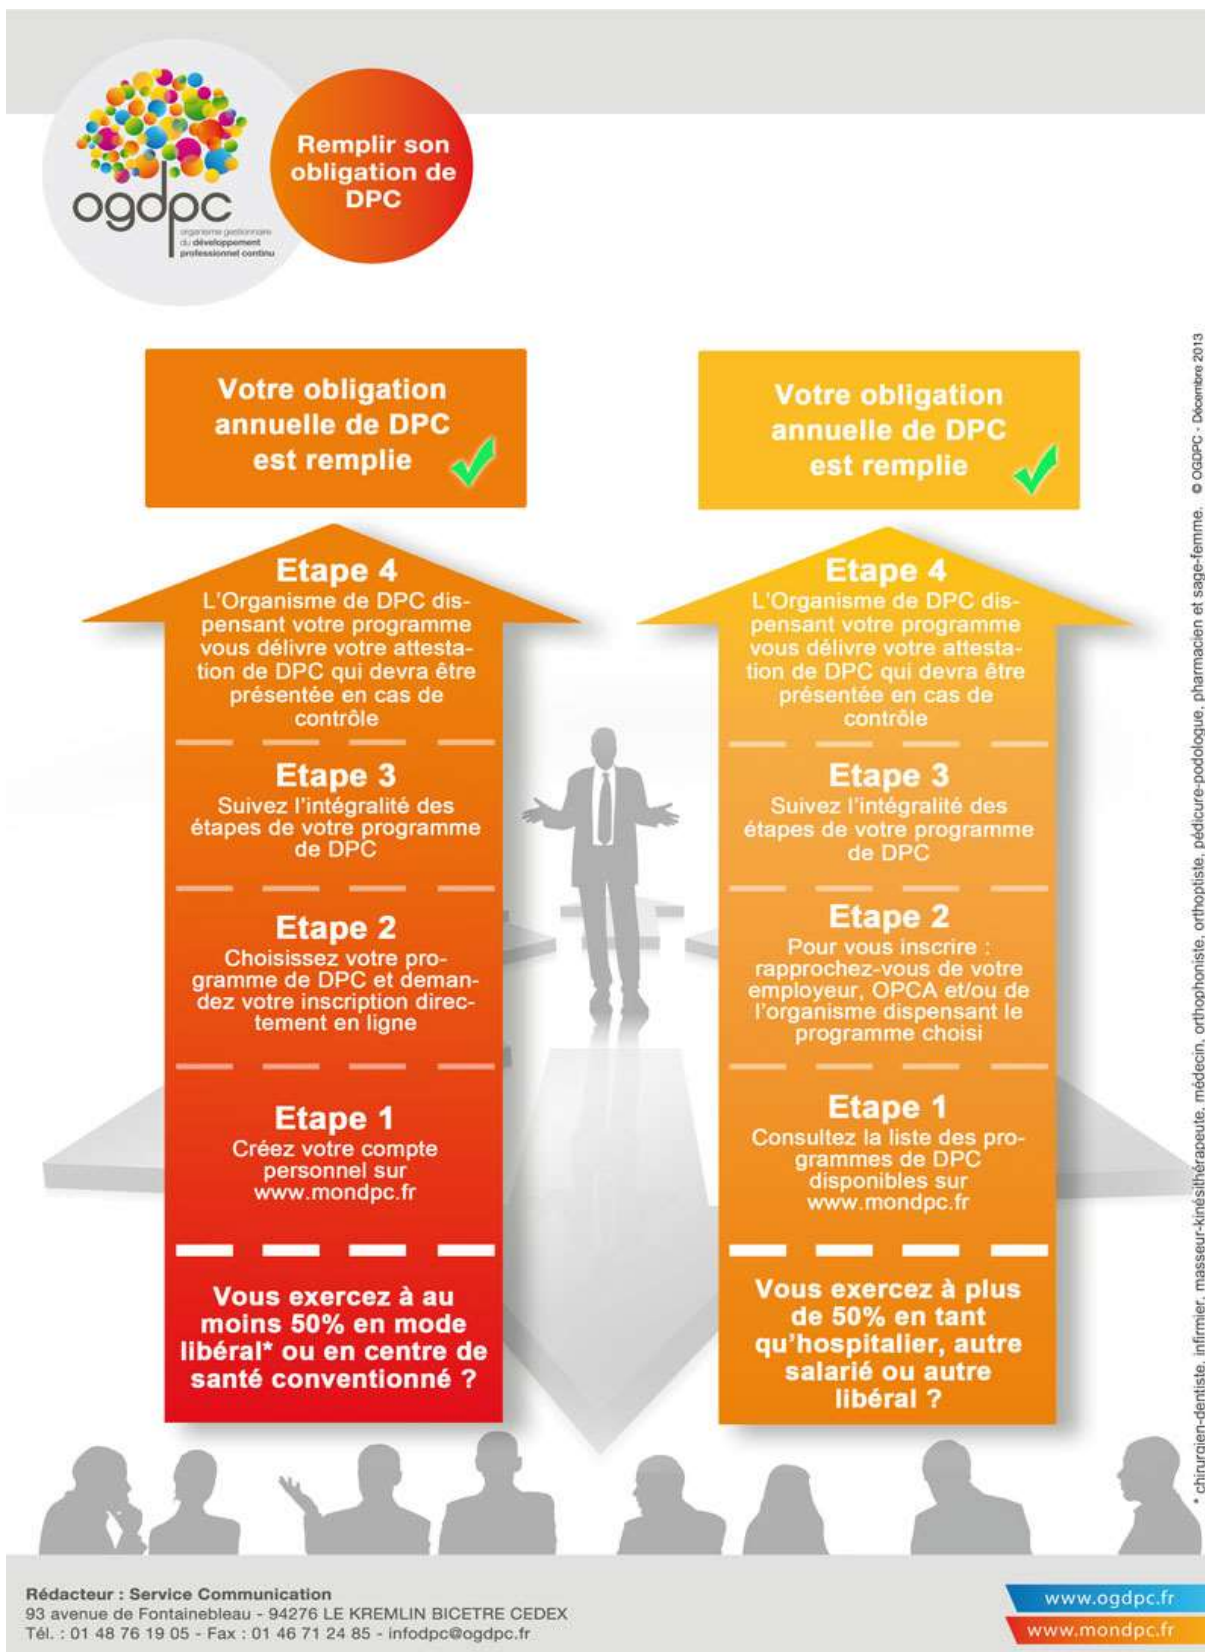 ogdpc
organisme gestionnaire
du développement
professionnel continu
Remplir son
obligation de
DPC
Votre obligation
annuelle de DPC
est remplie
Etape 4
L'Organisme de DPC dis-
pensant votre programme
vous délivre votre attesta-
tion de DPC qui devra être
présentée en cas de
contrôle
Etape 3
Suivez l'intégralité des
étapes de votre programme
de DPC
Etape 2
Choisissez votre pro-
gramme de DPC et deman-
dez votre inscription direc-
tement en ligne
Etape 1
Créez votre compte
personnel sur
www.mondpc.fr
Vous exercez à au
moins 50% en mode
libéral* ou en centre de
santé conventionné ?
Votre obligation
annuelle de DPC
est remplie
Etape 4
L'Organisme de DPC dis-
pensant votre programme
vous délivre votre attesta-
tion de DPC qui devra être
présentée en cas de
contrôle
Etape 3
Suivez l'intégralité des
étapes de votre programme
de DPC
Etape 2
Pour vous inscrire :
rapprochez-vous de votre
employeur, OPCA et/ou de
l'organisme dispensant le
programme choisi
Etape 1
Consultez la liste des pro-
grammes de DPC
disponibles sur
www.mondpc.fr
Vous exercez à plus
de 50% en tant
qu'hospitalier, autre
salarié ou autre
libéral ?
* chirurgien-dentiste, infirmier, masseur-kinésithérapeute, médecin, orthophoniste, orthoptiste, pédicure-podologue, pharmacien et sage-femme. © OGDPC - Décembre 2013
Rédacteur : Service Communication
93 avenue de Fontainebleau - 94276 LE KREMLIN BICETRE CEDEX
Tél. : 01 48 76 19 05 - Fax : 01 46 71 24 85 - infodpc@ogdpc.fr
www.ogdpc.fr
www.mondpc.fr